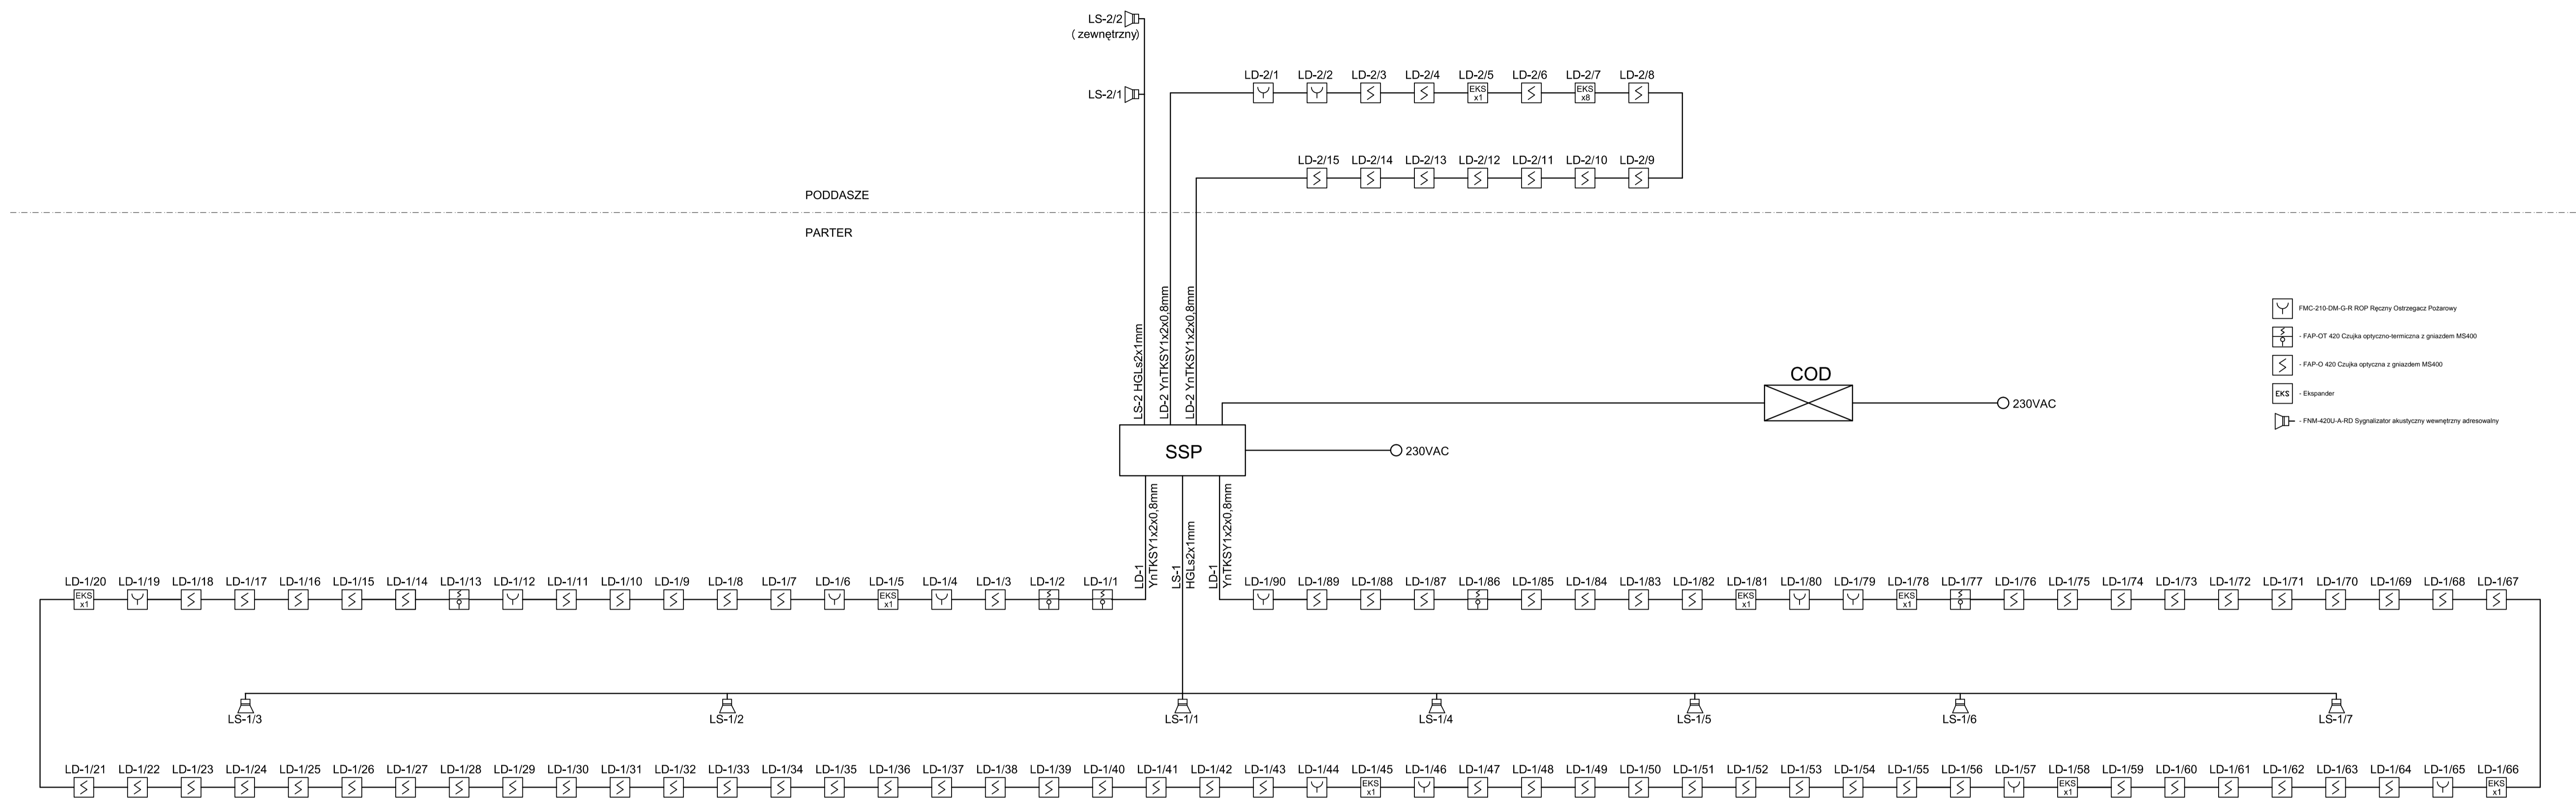 LS-2/2
( zewnętrzny)
LS-2/1
LD-2/1 LD-2/2 LD-2/3 LD-2/4 LD-2/5 LD-2/6 LD-2/7 LD-2/8
EKS x1
EKS x8
LD-2/15 LD-2/14 LD-2/13 LD-2/12 LD-2/11 LD-2/10 LD-2/9
PODDASZE
PARTER
LS-2 HGLs2x1mm
LD-2 YnTKSY1x2x0,8mm
LD-2 YnTKSY1x2x0,8mm
FMC-210-DM-G-R ROP Ręczny Ostrzegacz Pożarowy
- FAP-OT 420 Czujka optyczno-termiczna z gniazdem MS400
- FAP-O 420 Czujka optyczna z gniazdem MS400
EKS - Ekspander
- FNM-420U-A-RD Sygnalizator akustyczny wewnętrzny adresowalny
COD
230VAC
SSP
230VAC
LD-1
YnTKSY1x2x0,8mm
LS-1
HGLs2x1mm
LD-1
YnTKSY1x2x0,8mm
LD-1/20 LD-1/19 LD-1/18 LD-1/17 LD-1/16 LD-1/15 LD-1/14 LD-1/13 LD-1/12 LD-1/11 LD-1/10 LD-1/9 LD-1/8 LD-1/7 LD-1/6 LD-1/5 LD-1/4 LD-1/3 LD-1/2 LD-1/1 LD-1/90 LD-1/89 LD-1/88 LD-1/87 LD-1/86 LD-1/85 LD-1/84 LD-1/83 LD-1/82 LD-1/81 LD-1/80 LD-1/79 LD-1/78 LD-1/77 LD-1/76 LD-1/75 LD-1/74 LD-1/73 LD-1/72 LD-1/71 LD-1/70 LD-1/69 LD-1/68 LD-1/67
EKS x1
EKS x1
EKS x1
EKS x1
LS-1/3 LS-1/2 LS-1/1 LS-1/4 LS-1/5 LS-1/6 LS-1/7
LD-1/21 LD-1/22 LD-1/23 LD-1/24 LD-1/25 LD-1/26 LD-1/27 LD-1/28 LD-1/29 LD-1/30 LD-1/31 LD-1/32 LD-1/33 LD-1/34 LD-1/35 LD-1/36 LD-1/37 LD-1/38 LD-1/39 LD-1/40 LD-1/41 LD-1/42 LD-1/43 LD-1/44 LD-1/45 LD-1/46 LD-1/47 LD-1/48 LD-1/49 LD-1/50 LD-1/51 LD-1/52 LD-1/53 LD-1/54 LD-1/55 LD-1/56 LD-1/57 LD-1/58 LD-1/59 LD-1/60 LD-1/61 LD-1/62 LD-1/63 LD-1/64 LD-1/65 LD-1/66
EKS x1
EKS x1
EKS x1